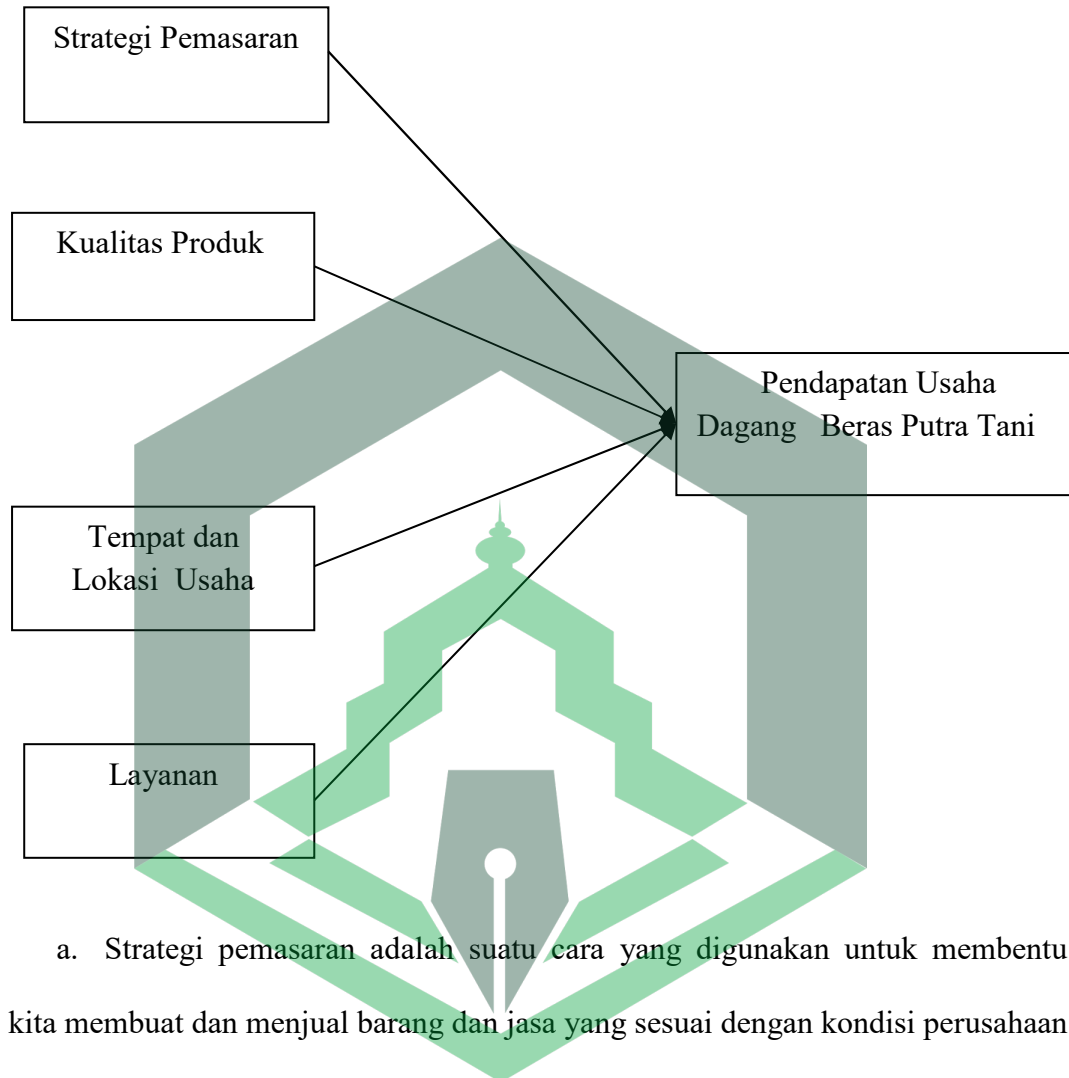 Strategi Pemasaran
Kualitas Produk
Pendapatan Usaha
Dagang Beras Putra Tani
Tempat dan
Lokasi Usaha
Layanan
a. Strategi pemasaran adalah suatu cara yang digunakan untuk membentu
kita membuat dan menjual barang dan jasa yang sesuai dengan kondisi perusahaan